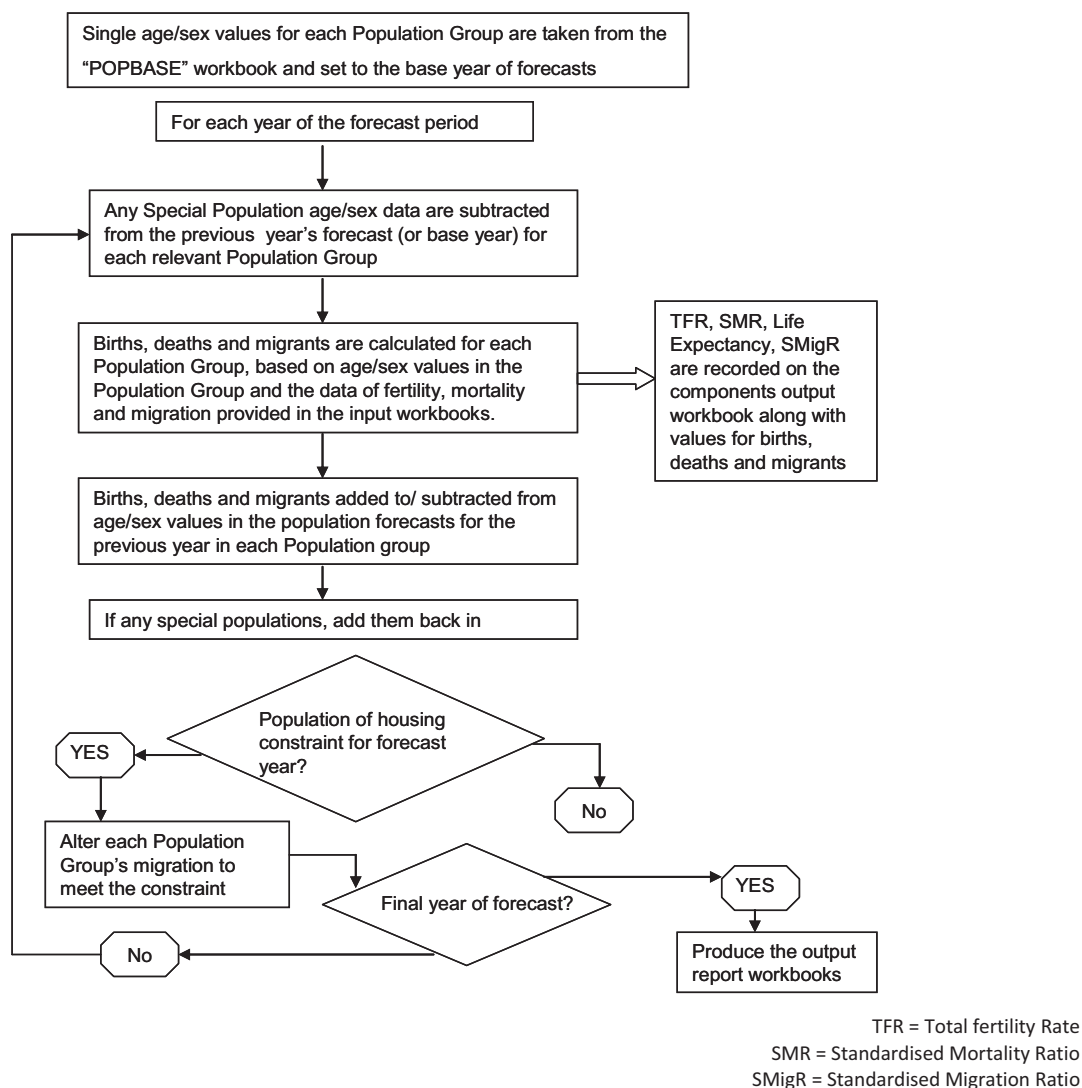 Single age/sex values for each Population Group are taken from the
“POPBASE” workbook and set to the base year of forecasts
For each year of the forecast period
Any Special Population age/sex data are subtracted
from the previous year’s forecast (or base year) for
each relevant Population Group
Births, deaths and migrants are calculated for each
Population Group, based on age/sex values in the
Population Group and the data of fertility, mortality
and migration provided in the input workbooks.
TFR, SMR, Life
Expectancy, SMigR
are recorded on the
components output
workbook along with
values for births,
deaths and migrants
Births, deaths and migrants added to/ subtracted from
age/sex values in the population forecasts for the
previous year in each Population group
If any special populations, add them back in
Population of housing
constraint for forecast
year?
YES
No
Alter each Population
Group’s migration to
meet the constraint
Final year of forecast?
YES
No
Produce the output
report workbooks
TFR = Total fertility Rate
SMR = Standardised Mortality Ratio
SMigR = Standardised Migration Ratio